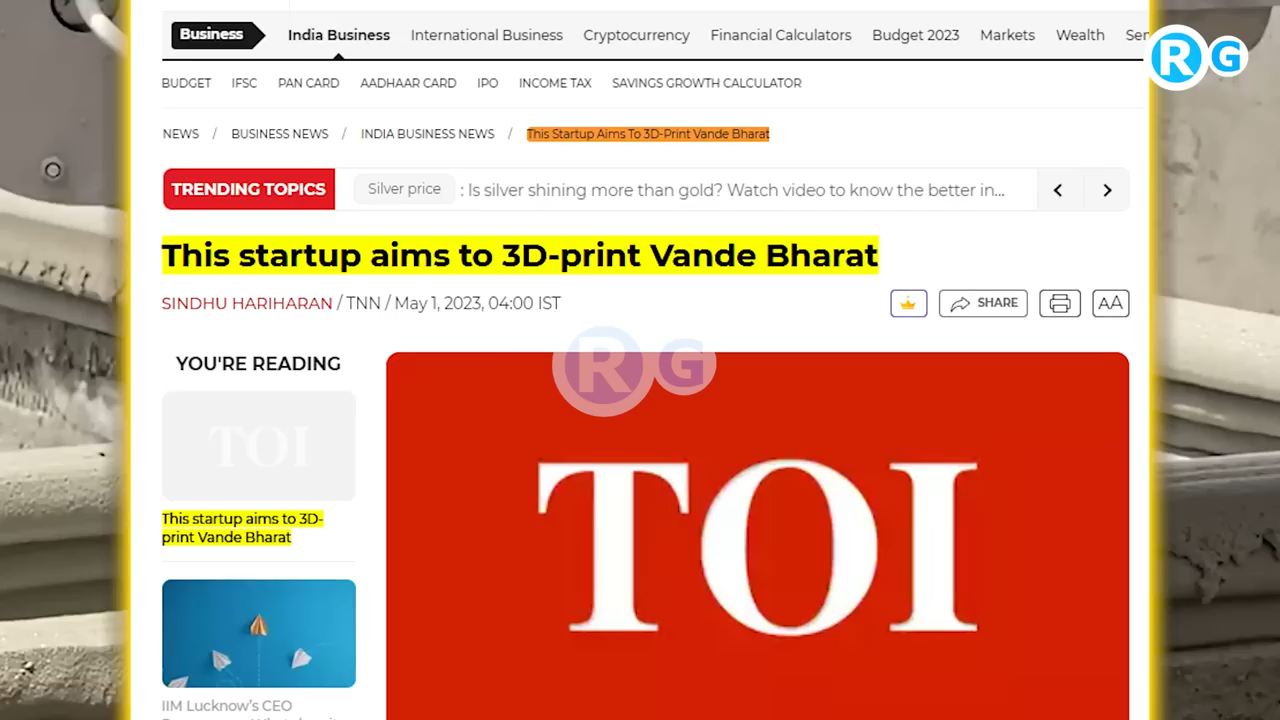 Business India Business International Business Cryptocurrency Financial Calculators Budget 2023 Markets Wealth Ser
RG
BUDGET IFSC PAN CARD AADHAAR CARD IPO INCOME TAX SAVINGS GROWTH CALCULATOR
NEWS / BUSINESS NEWS / INDIA BUSINESS NEWS / This Startup Aims To 3D-Print Vande Bharat
TRENDING TOPICS Silver price : Is silver shining more than gold? Watch video to know the better in...
This startup aims to 3D-print Vande Bharat
SINDHU HARIHARAN / TNN / May 1, 2023, 04:00 IST
SHARE
AA
YOU'RE READING
RG
TOI
TOI
This startup aims to 3D-
print Vande Bharat
IIM Lucknow's CEO